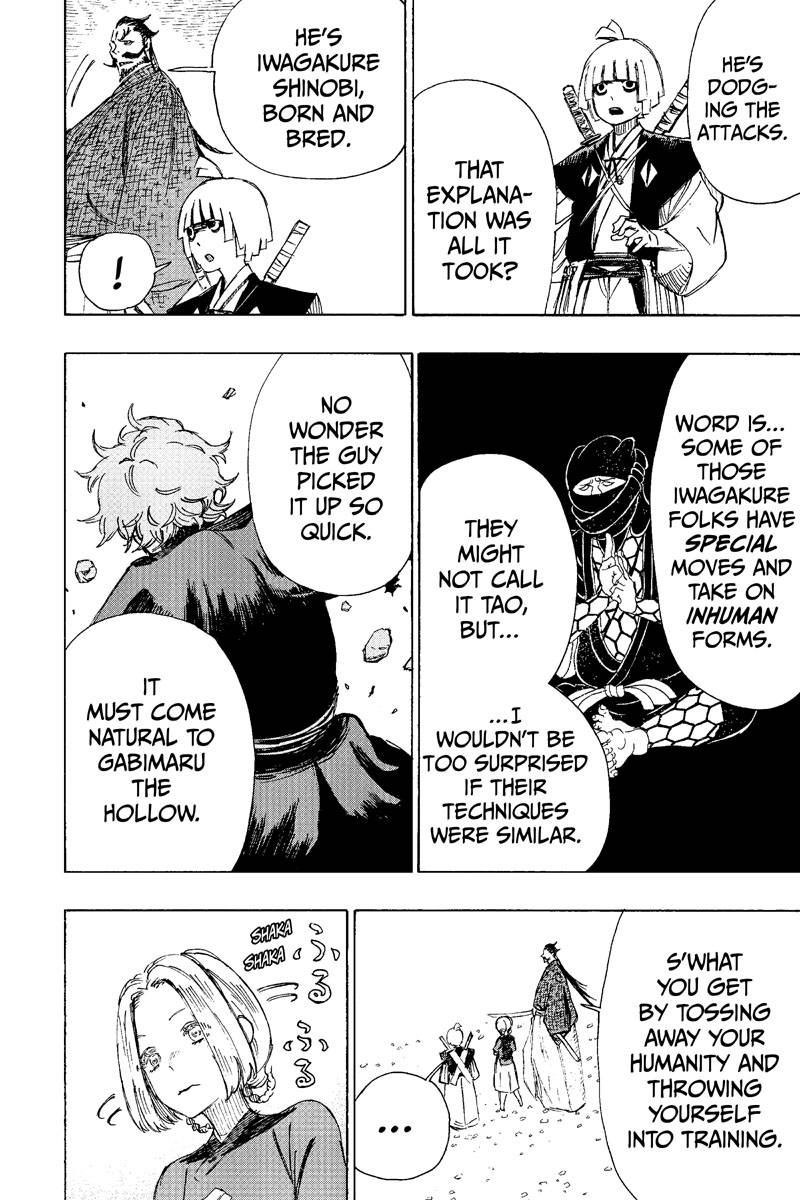 HE'S
DODG-
ING THE
ATTACKS.
THAT
EXPLANA-
TION WAS
ALL IT
TOOK?
HE'S
IWAGAKURE
SHINOBI,
BORN AND
BRED.
!
WORD IS...
SOME OF
THOSE
IWAGAKURE
FOLKS HAVE
SPECIAL
MOVES AND
TAKE ON
INHUMAN
FORMS.
THEY
MIGHT
NOT CALL
IT TAO,
BUT...
...I
WOULDN'T BE
TOO SURPRISED
IF THEIR
TECHNIQUES
WERE SIMILAR.
NO
WONDER
THE GUY
PICKED
IT UP SO
QUICK.
IT
MUST COME
NATURAL TO
GABIMARU
THE
HOLLOW.
S'WHAT
YOU GET
BY TOSSING
AWAY YOUR
HUMANITY AND
THROWING
YOURSELF
INTO TRAINING.
...
ふる
ふる
SHAKA
SHAKA